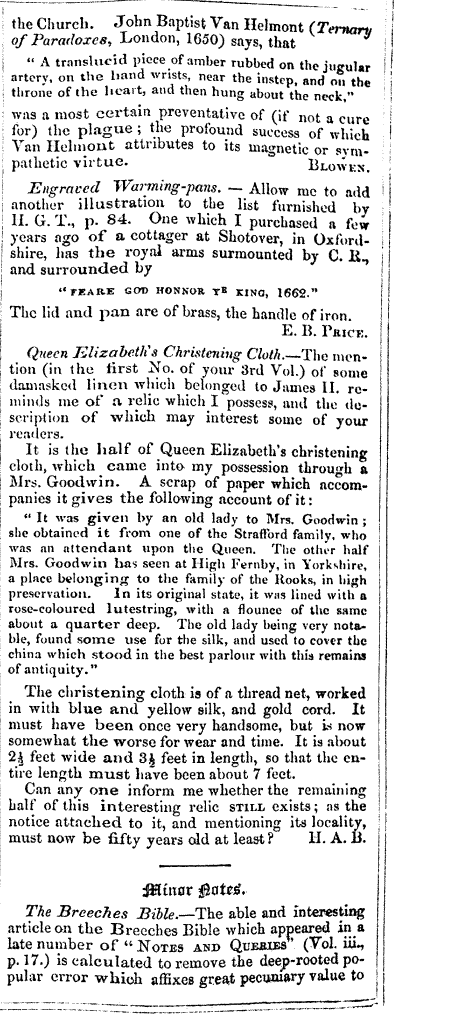 the Church. John Baptist Van Helmont (Ternary
of Paradoxes, London, 1650) says, that
“ A translucid piece of amber rubbed on the jugular
artery, on the hand wrists, near the instep, and on the
throne of the heart, and then hung about the neck,”
was a most certain preventative of (if not a cure
for) the plague; the profound success of which
Van Helmont attributes to its magnetic or sym-
pathetic virtue. BLOWEN.
Engraved Warming-pans. — Allow me to add
another illustration to the list furnished by
H. G. T., p. 84. One which I purchased a few
years ago of a cottager at Shotover, in Oxford-
shire, has the royal arms surmounted by C. R.,
and surrounded by
“FEARE GOD HONNOR YE KING, 1662.”
The lid and pan are of brass, the handle of iron.
E. B. PRICE.
Queen Elizabeth's Christening Cloth.—The men-
tion (in the first No. of your 3rd Vol.) of some
damasked linen which belonged to James II. re-
minds me of a relic which I possess, and the de-
scription of which may interest some of your
readers.
It is the half of Queen Elizabeth's christening
cloth, which came into my possession through a
Mrs. Goodwin. A scrap of paper which accom-
panies it gives the following account of it:
“ It was given by an old lady to Mrs. Goodwin;
she obtained it from one of the Strafford family, who
was an attendant upon the Queen. The other half
Mrs. Goodwin has seen at High Fernby, in Yorkshire,
a place belonging to the family of the Rooks, in high
preservation. In its original state, it was lined with a
rose-coloured lutestring, with a flounce of the same
about a quarter deep. The old lady being very nota-
ble, found some use for the silk, and used to cover the
china which stood in the best parlour with this remains
of antiquity.”
The christening cloth is of a thread net, worked
in with blue and yellow silk, and gold cord. It
must have been once very handsome, but is now
somewhat the worse for wear and time. It is about
2½ feet wide and 3½ feet in length, so that the en-
tire length must have been about 7 feet.
Can any one inform me whether the remaining
half of this interesting relic STILL exists; as the
notice attached to it, and mentioning its locality,
must now be fifty years old at least? H. A. B.
Minor Notes.
The Breeches Bible.—The able and interesting
article on the Breeches Bible which appeared in a
late number of “NOTES AND QUERIES” (Vol. iii.,
p. 17.) is calculated to remove the deep-rooted po-
pular error which affixes great pecuniary value to